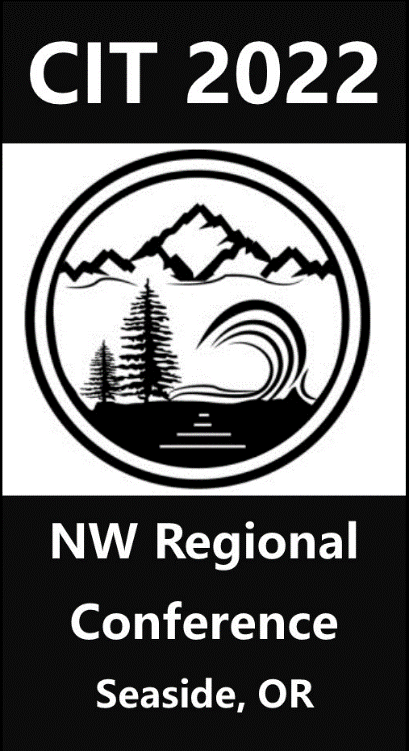 CIT 2022
NW Regional
Conference
Seaside, OR